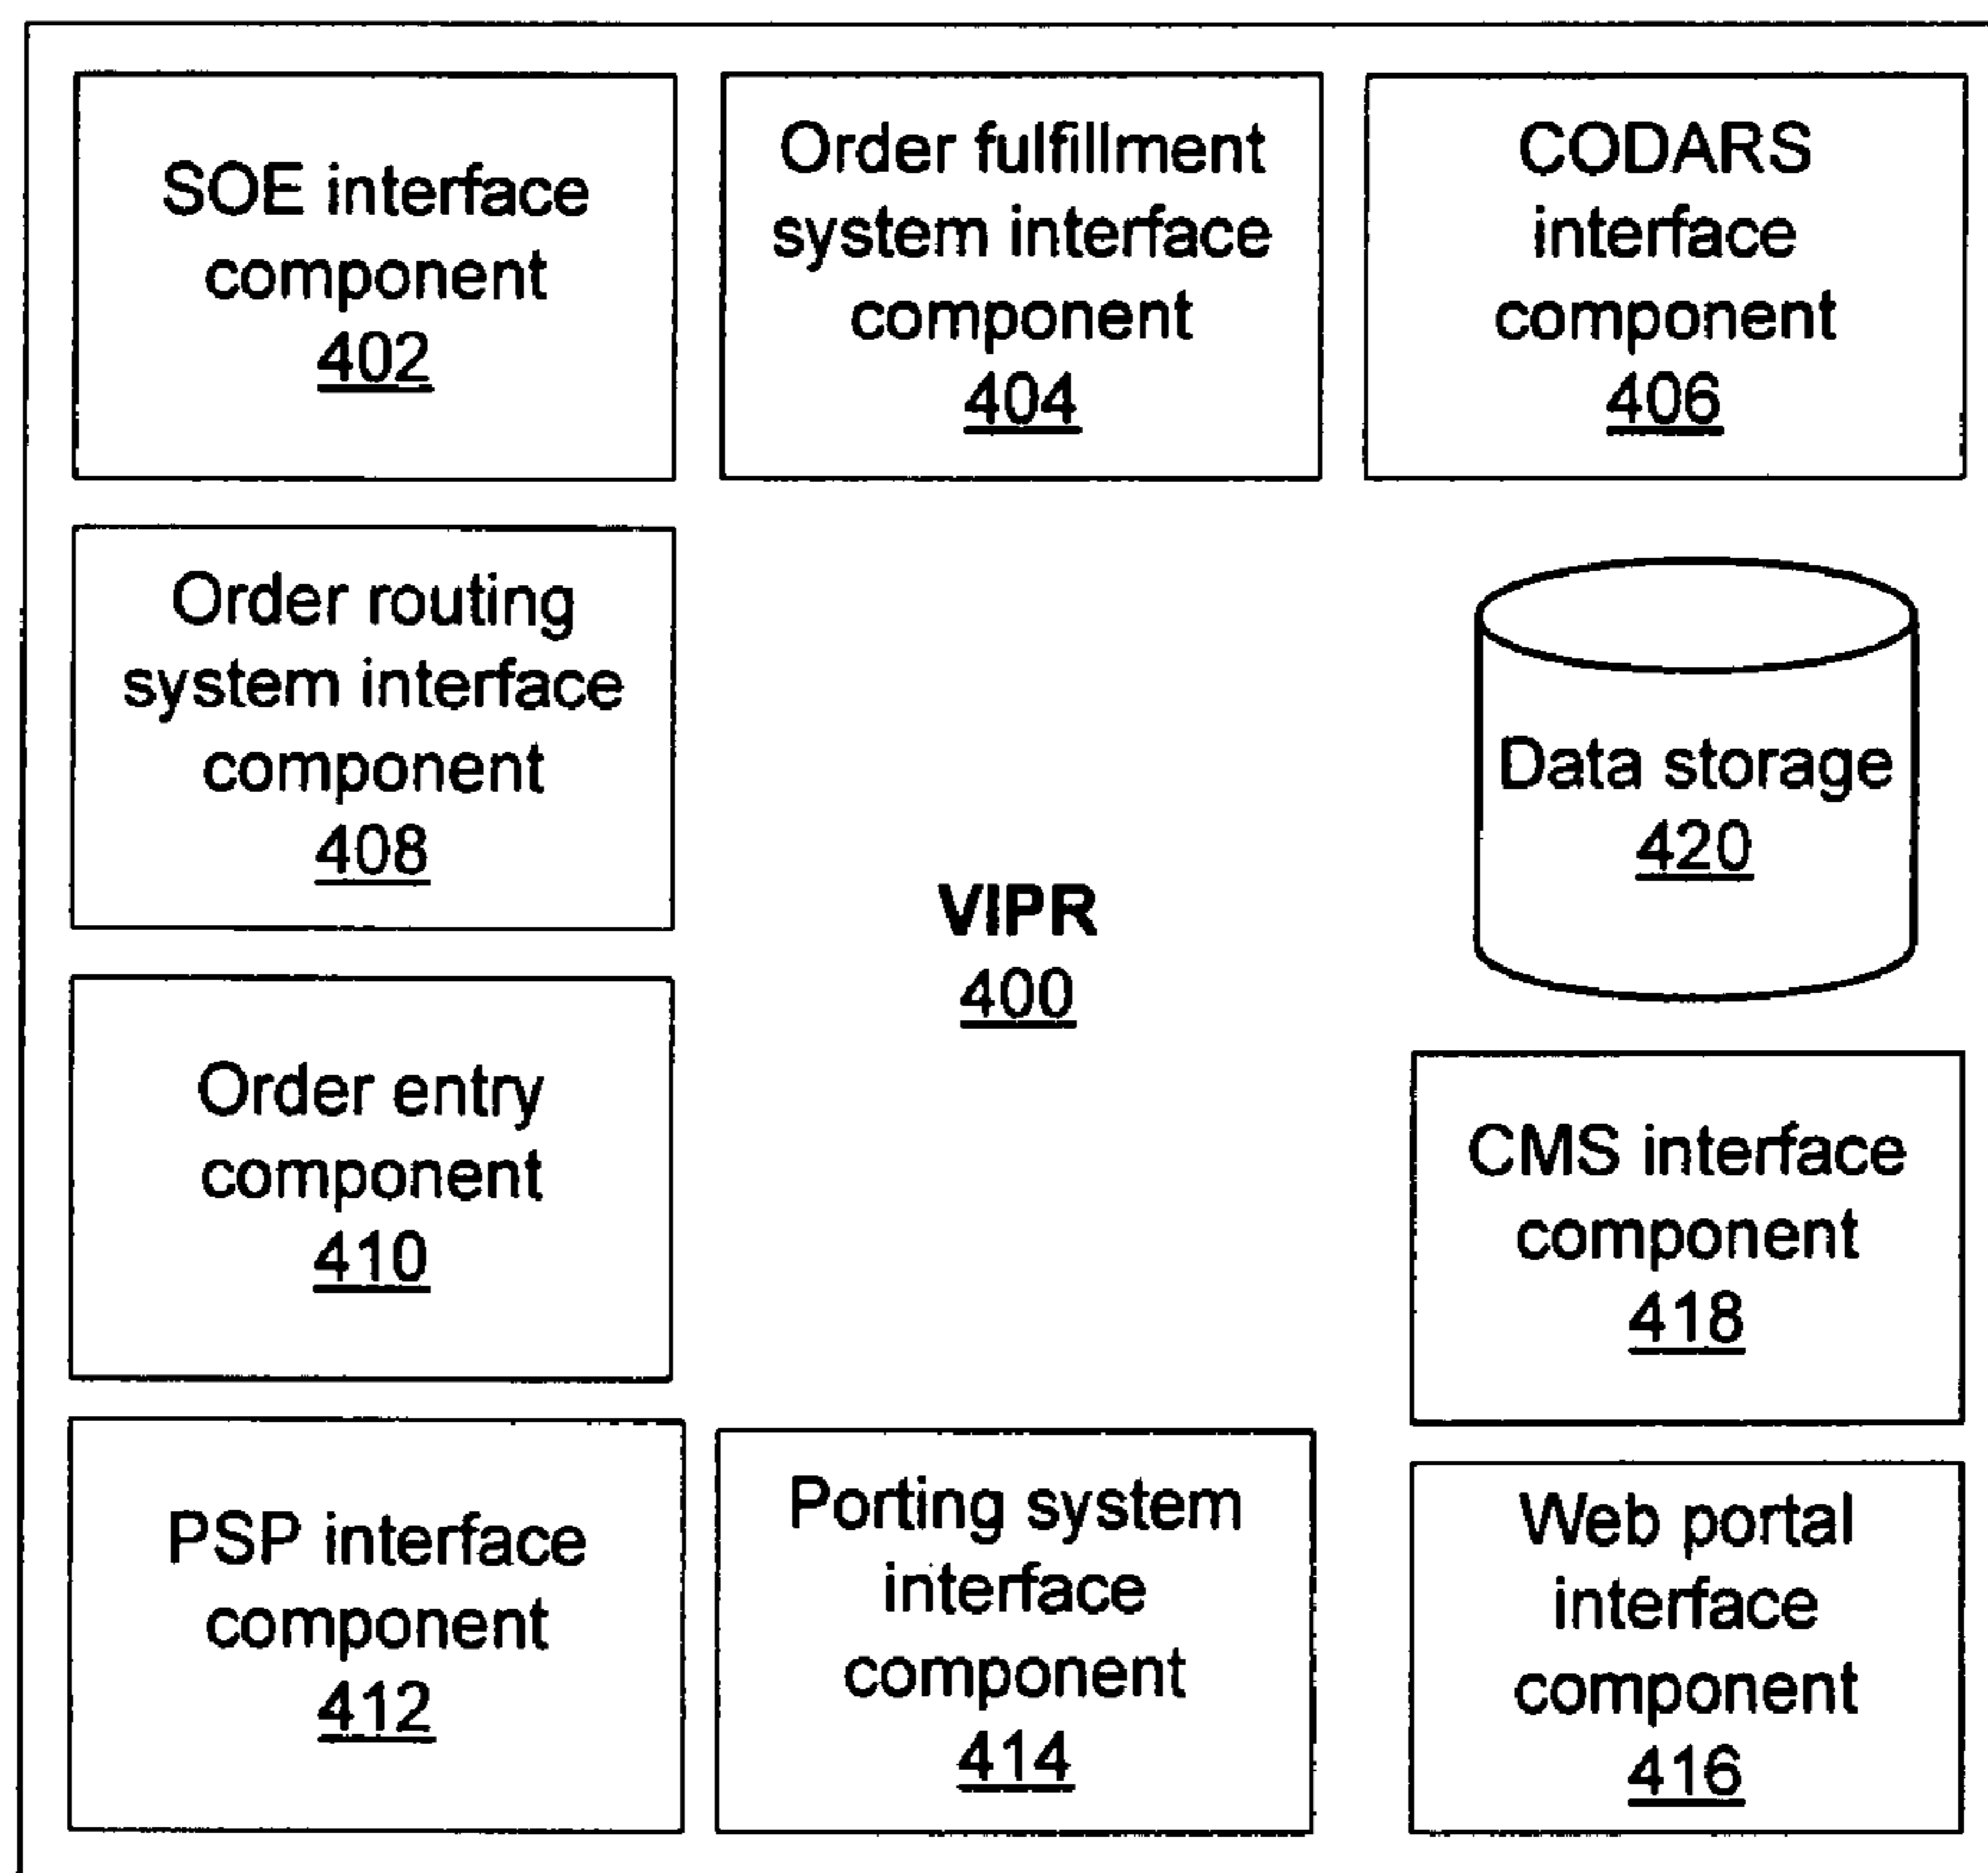 SOE interface
component
402
Order fulfillment
system interface
component
404
CODARS
interface
component
406
Order routing
system interface
component
408
Data storage
420
VIPR
400
Order entry
component
410
CMS interface
component
418
PSP interface
component
412
Porting system
interface
component
414
Web portal
interface
component
416